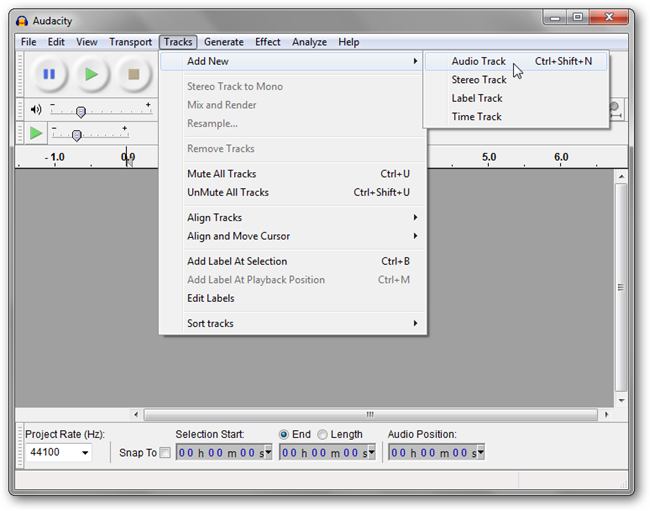 Audacity
File Edit View Transport Tracks Generate Effect Analyze Help
Add New
Audio Track Ctrl+Shift+N
Stereo Track
Label Track
Time Track
Stereo Track to Mono
Mix and Render
Resample...
Remove Tracks
- 1.0 0.0 5.0 6.0
Mute All Tracks Ctrl+U
UnMute All Tracks Ctrl+Shift+U
Align Tracks
Align and Move Cursor
Add Label At Selection Ctrl+B
Add Label At Playback Position Ctrl+M
Edit Labels
Sort tracks
Project Rate (Hz): Selection Start: End Length Audio Position:
44100 Snap To 00 h 00 m 00 s 00 h 00 m 00 s 00 h 00 m 00 s